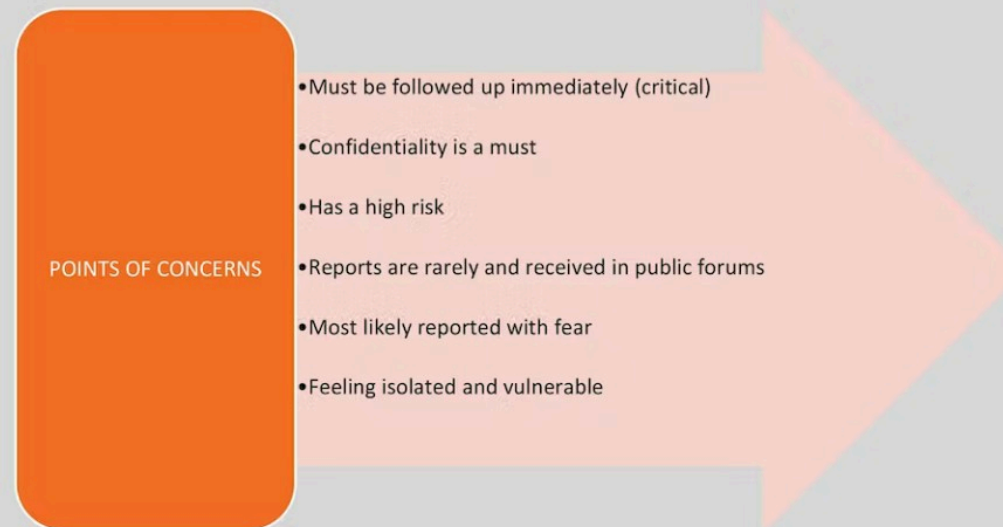 POINTS OF CONCERNS
•Must be followed up immediately (critical)
•Confidentiality is a must
•Has a high risk
•Reports are rarely and received in public forums
•Most likely reported with fear
•Feeling isolated and vulnerable